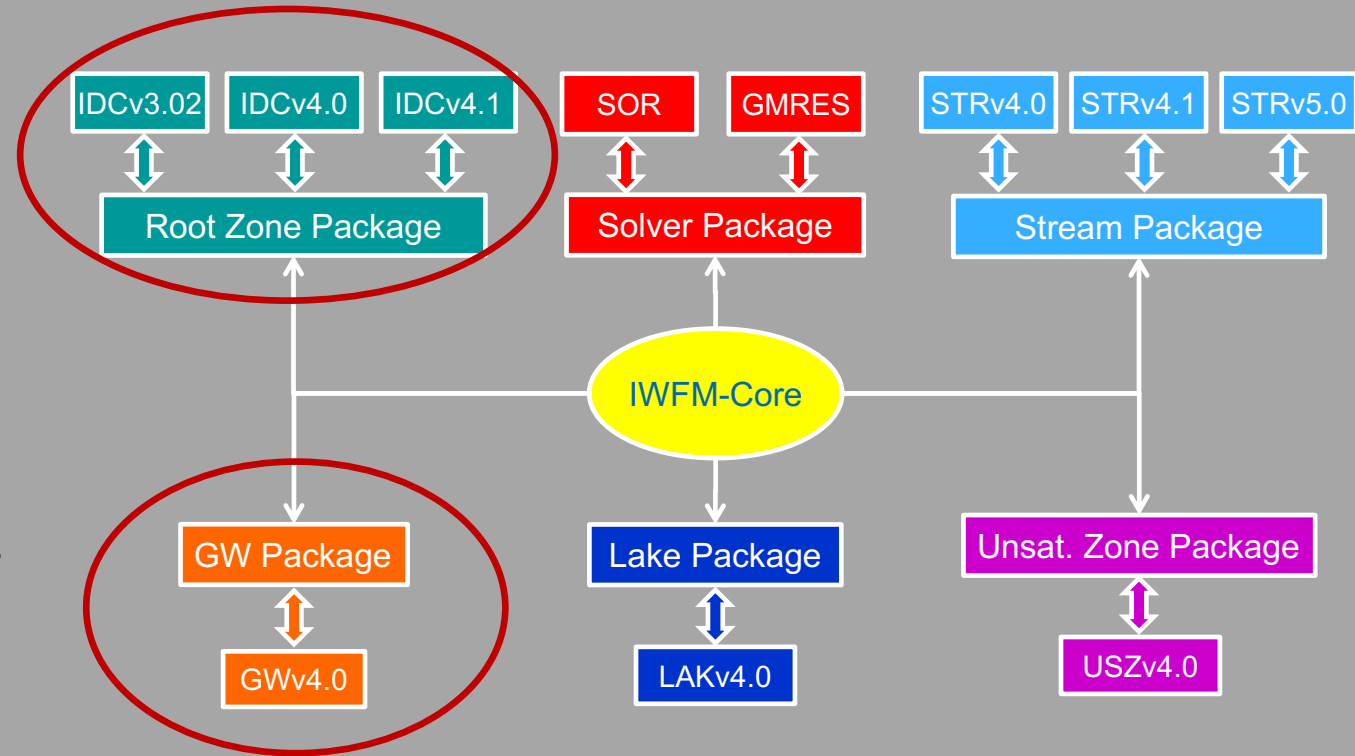 IDCv3.02
IDCv4.0
IDCv4.1
SOR
GMRES
STRv4.0
STRv4.1
STRv5.0
Root Zone Package
Solver Package
Stream Package
IWFM-Core
GW Package
Lake Package
Unsat. Zone Package
GWv4.0
LAKv4.0
USZv4.0